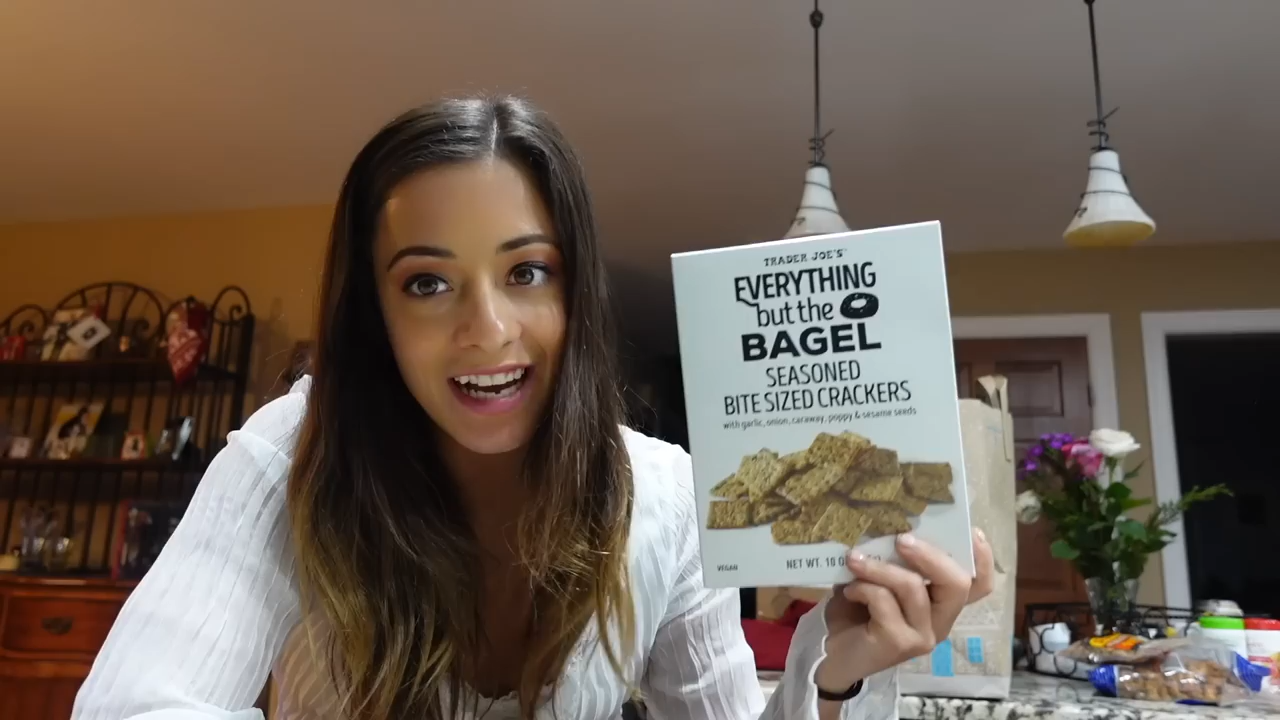 TRADER JOE'S
EVERYTHING
but the
BAGEL
SEASONED
BITE SIZED CRACKERS
with garlic, onion, caraway, poppy & sesame seeds
VEGAN
NET WT. 10